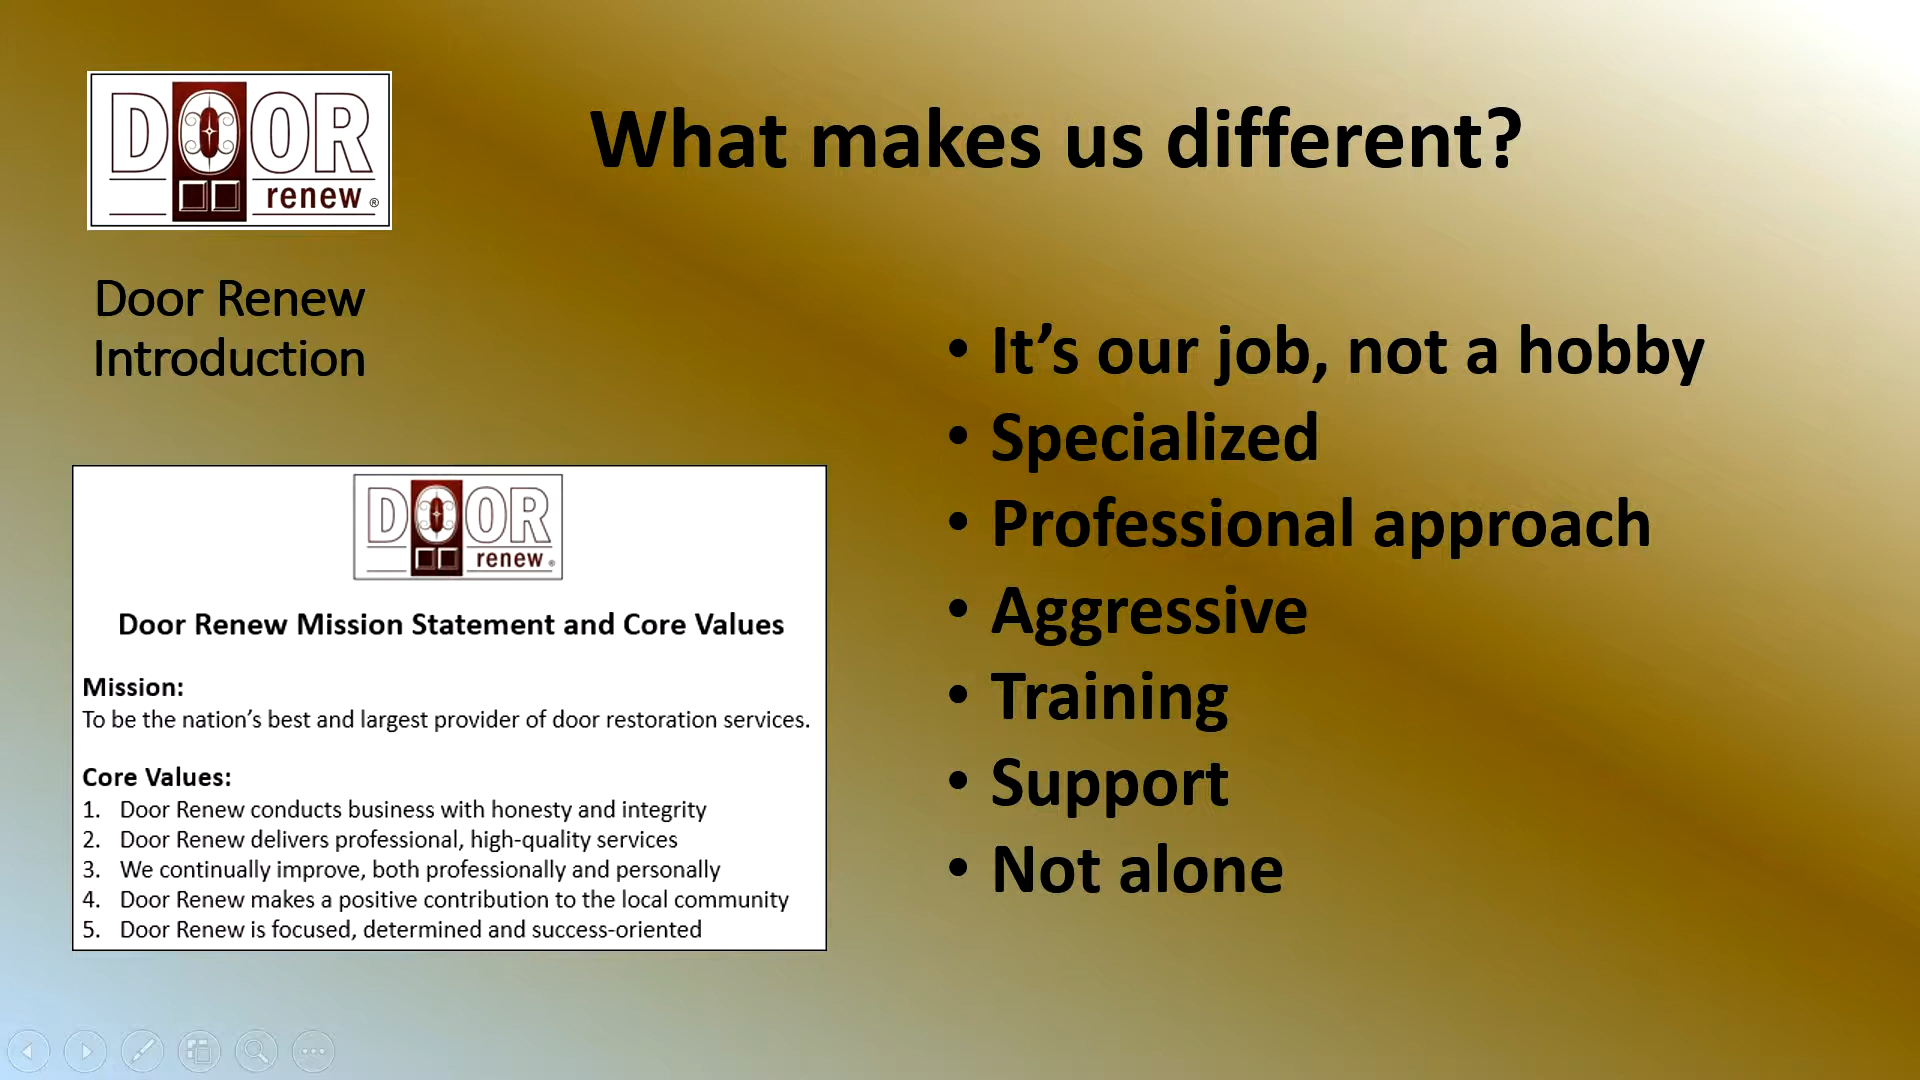 DOOR
renew ®
What makes us different?
Door Renew
Introduction
• It’s our job, not a hobby
• Specialized
• Professional approach
• Aggressive
• Training
• Support
• Not alone
DOOR
renew ®
Door Renew Mission Statement and Core Values
Mission:
To be the nation’s best and largest provider of door restoration services.
Core Values:
1. Door Renew conducts business with honesty and integrity
2. Door Renew delivers professional, high-quality services
3. We continually improve, both professionally and personally
4. Door Renew makes a positive contribution to the local community
5. Door Renew is focused, determined and success-oriented